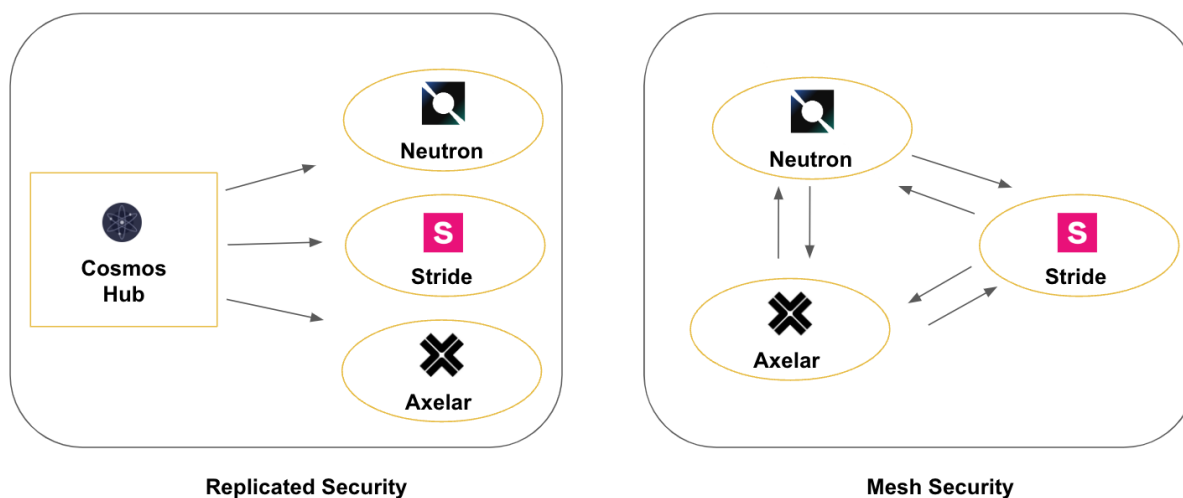 Neutron
Cosmos
Hub
S
Stride
Axelar
Replicated Security
Neutron
S
Stride
Axelar
Mesh Security